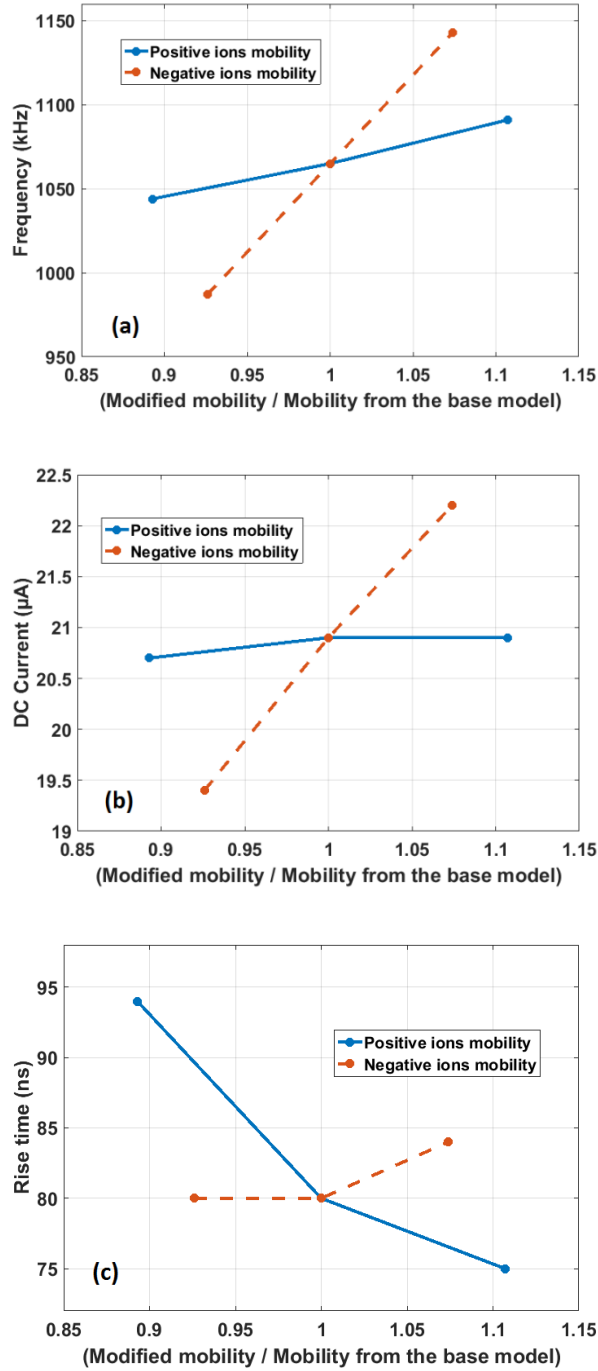 1150
1100
1050
1000
950
Frequency (kHz)
Positive ions mobility
Negative ions mobility
(a)
0.85 0.9 0.95 1 1.05 1.1 1.15
(Modified mobility / Mobility from the base model)
22.5
22
21.5
21
20.5
20
19.5
19
DC Current (µA)
Positive ions mobility
Negative ions mobility
(b)
0.85 0.9 0.95 1 1.05 1.1 1.15
(Modified mobility / Mobility from the base model)
95
90
85
80
75
Rise time (ns)
Positive ions mobility
Negative ions mobility
(c)
0.85 0.9 0.95 1 1.05 1.1 1.15
(Modified mobility / Mobility from the base model)